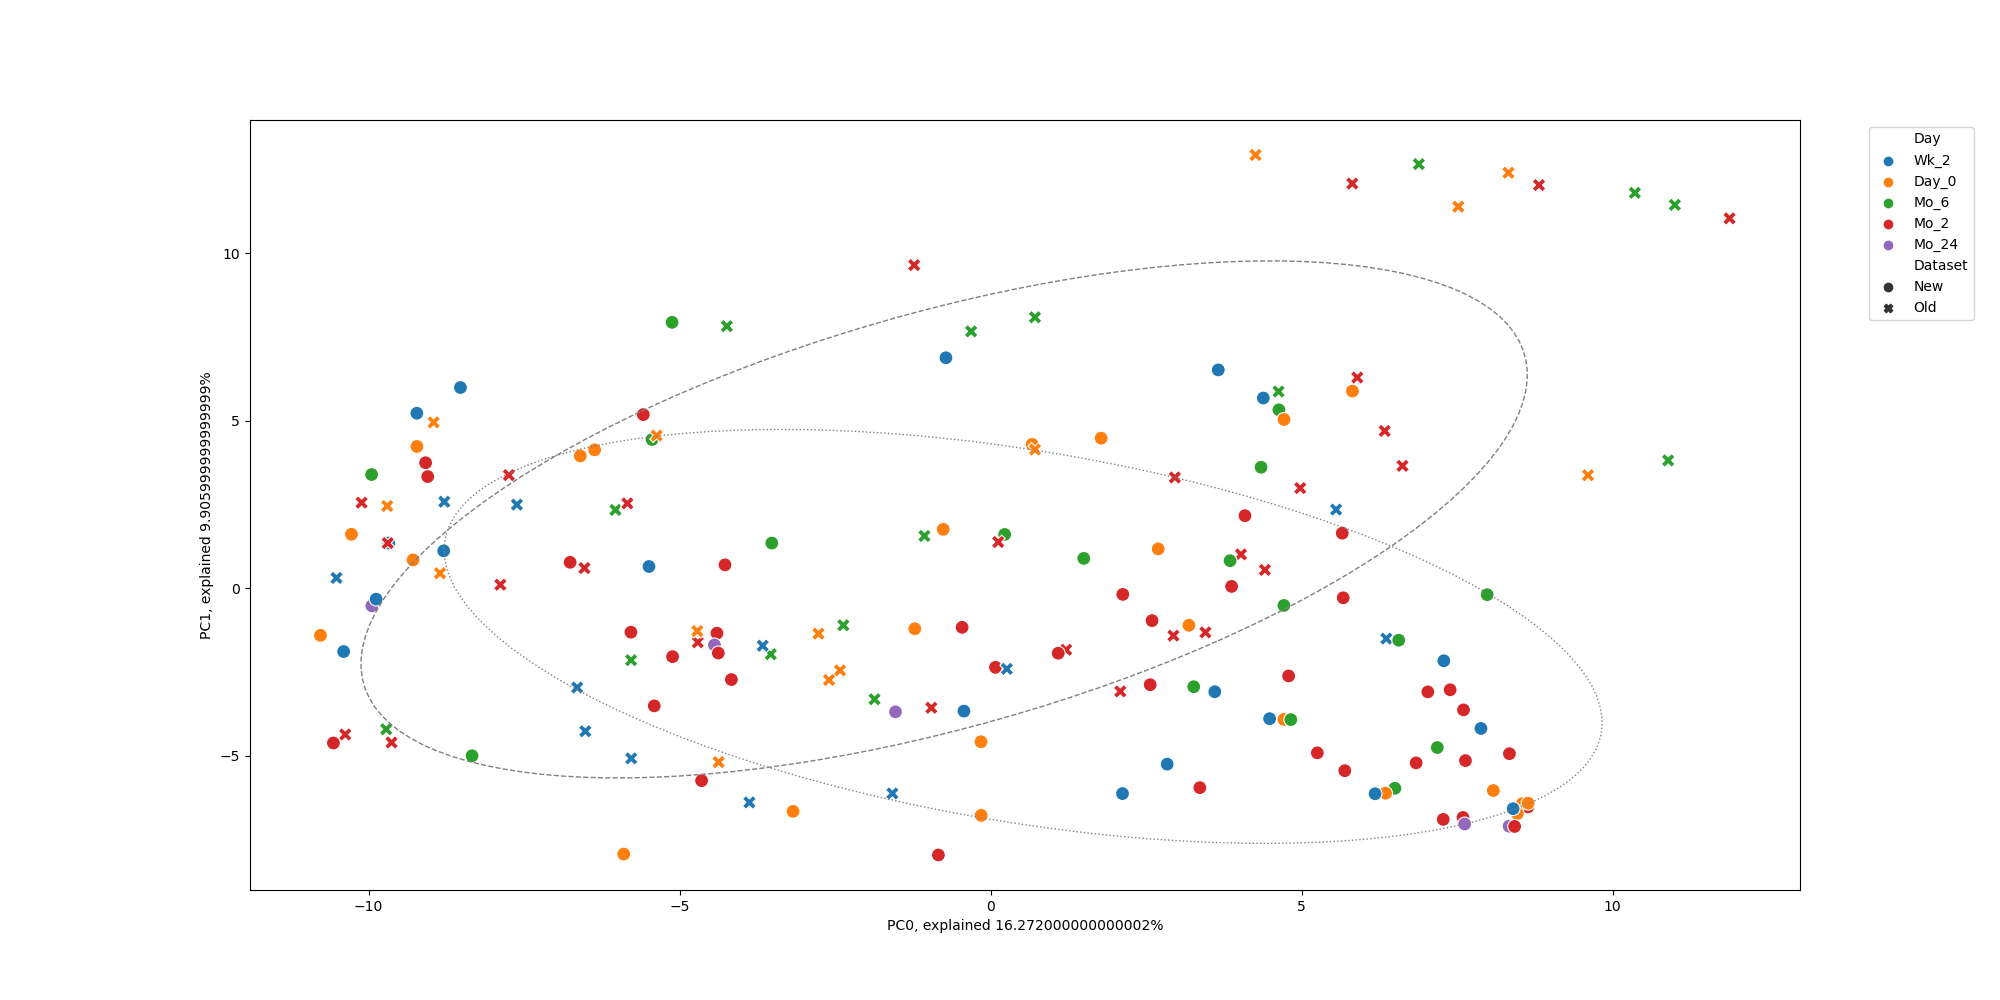 Day
Wk_2
Day_0
Mo_6
Mo_2
Mo_24
Dataset
New
Old
10
5
0
−5
PC1, explained 9.905999999999999%
−10
−5
0
5
10
PC0, explained 16.272000000000002%